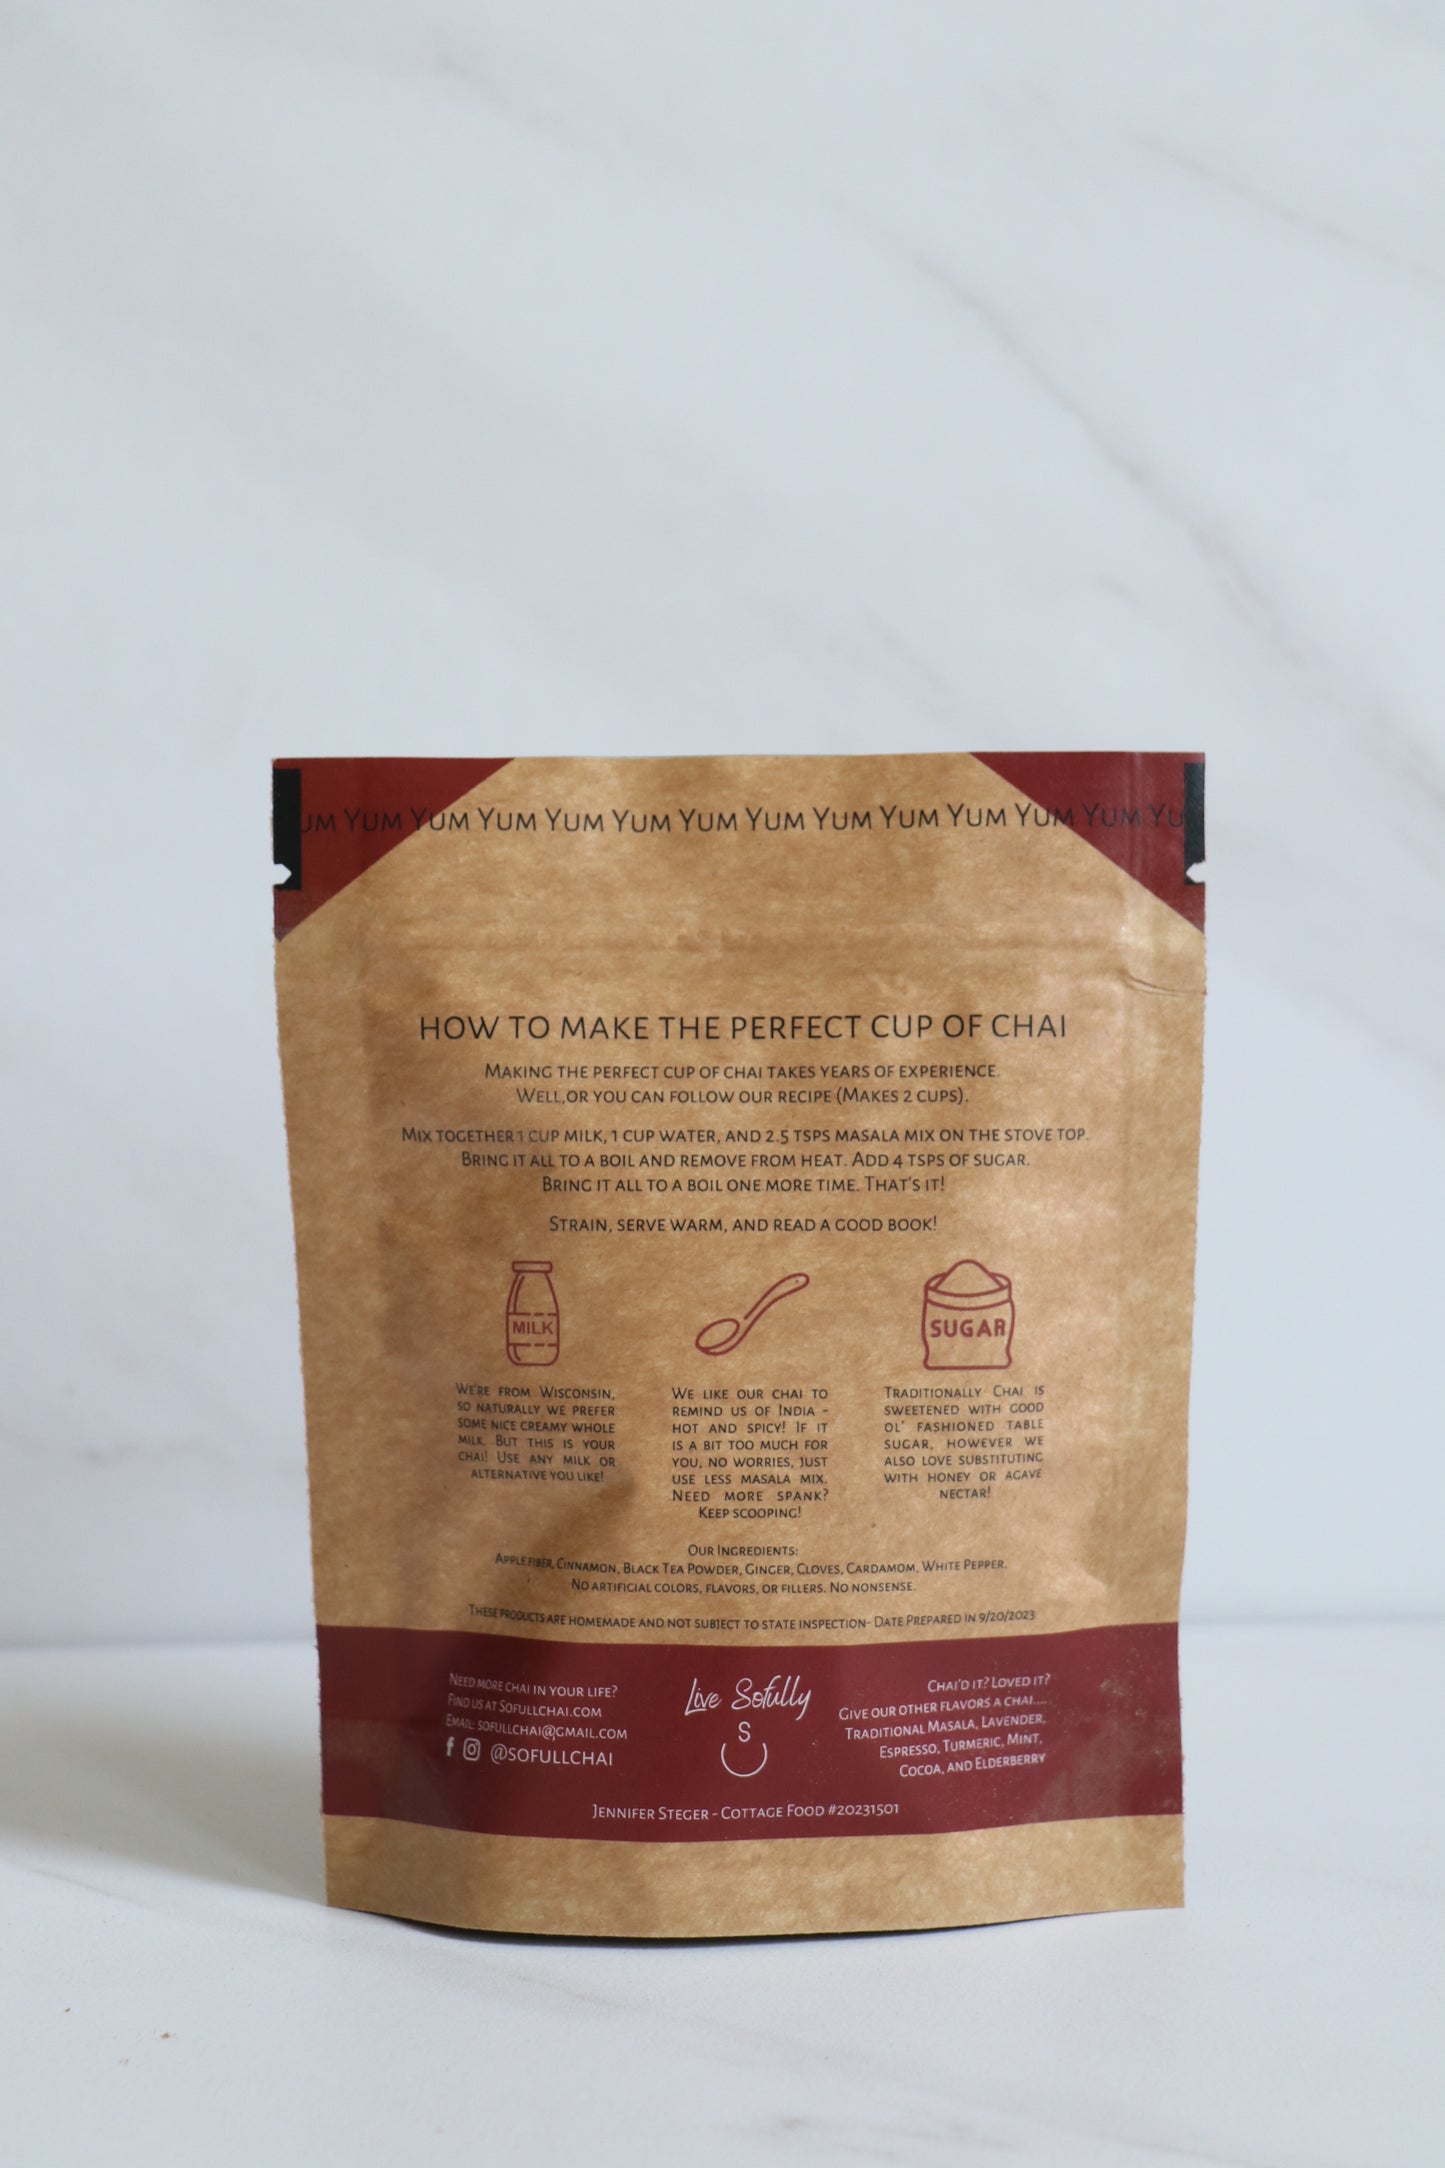 UM YUM YUM YUM YUM YUM YUM YUM YUM YUM YUM YUM YUM YU
HOW TO MAKE THE PERFECT CUP OF CHAI
MAKING THE PERFECT CUP OF CHAI TAKES YEARS OF EXPERIENCE.
WELL,OR YOU CAN FOLLOW OUR RECIPE (MAKES 2 CUPS).
MIX TOGETHER 1 CUP MILK, 1 CUP WATER, AND 2.5 TSPS MASALA MIX ON THE STOVE TOP.
BRING IT ALL TO A BOIL AND REMOVE FROM HEAT. ADD 4 TSPS OF SUGAR.
BRING IT ALL TO A BOIL ONE MORE TIME. THAT'S IT!
STRAIN, SERVE WARM, AND READ A GOOD BOOK!
MILK
WE'RE FROM WISCONSIN,
SO NATURALLY WE PREFER
SOME NICE CREAMY WHOLE
MILK. BUT THIS IS YOUR
CHAI! USE ANY MILK OR
ALTERNATIVE YOU LIKE!
WE LIKE OUR CHAI TO
REMIND US OF INDIA -
HOT AND SPICY! IF IT
IS A BIT TOO MUCH FOR
YOU, NO WORRIES, JUST
USE LESS MASALA MIX.
NEED MORE SPANK?
KEEP SCOOPING!
SUGAR
TRADITIONALLY CHAI IS
SWEETENED WITH GOOD
OL' FASHIONED TABLE
SUGAR, HOWEVER WE
ALSO LOVE SUBSTITUTING
WITH HONEY OR AGAVE
NECTAR!
OUR INGREDIENTS:
APPLE FIBER, CINNAMON, BLACK TEA POWDER, GINGER, CLOVES, CARDAMOM, WHITE PEPPER.
NO ARTIFICIAL COLORS, FLAVORS, OR FILLERS. NO NONSENSE.
THESE PRODUCTS ARE HOMEMADE AND NOT SUBJECT TO STATE INSPECTION- DATE PREPARED IN 9/20/2023
NEED MORE CHAI IN YOUR LIFE?
FIND US AT SOFULLCHAI.COM
EMAIL: SOFULLCHAI@GMAIL.COM
@SOFULLCHAI
Live Sofully
S
CHAI'D IT? LOVED IT?
GIVE OUR OTHER FLAVORS A CHAI....
TRADITIONAL MASALA, LAVENDER,
ESPRESSO, TURMERIC, MINT,
COCOA, AND ELDERBERRY
JENNIFER STEGER - COTTAGE FOOD #20231501